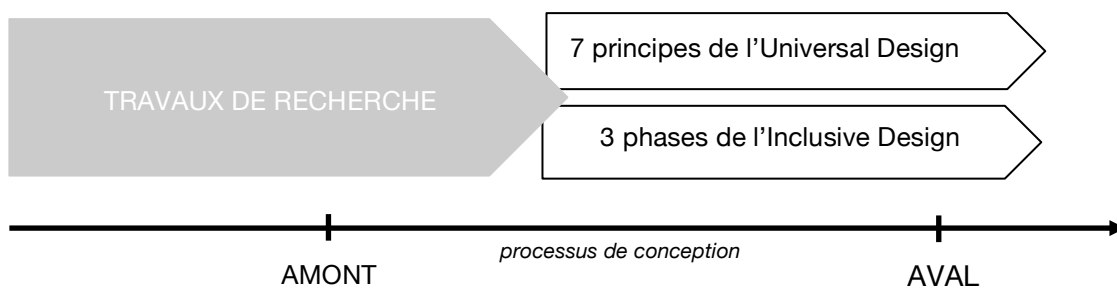 7 principes de l’Universal Design
TRAVAUX DE RECHERCHE
3 phases de l’Inclusive Design
processus de conception
AMONT
AVAL